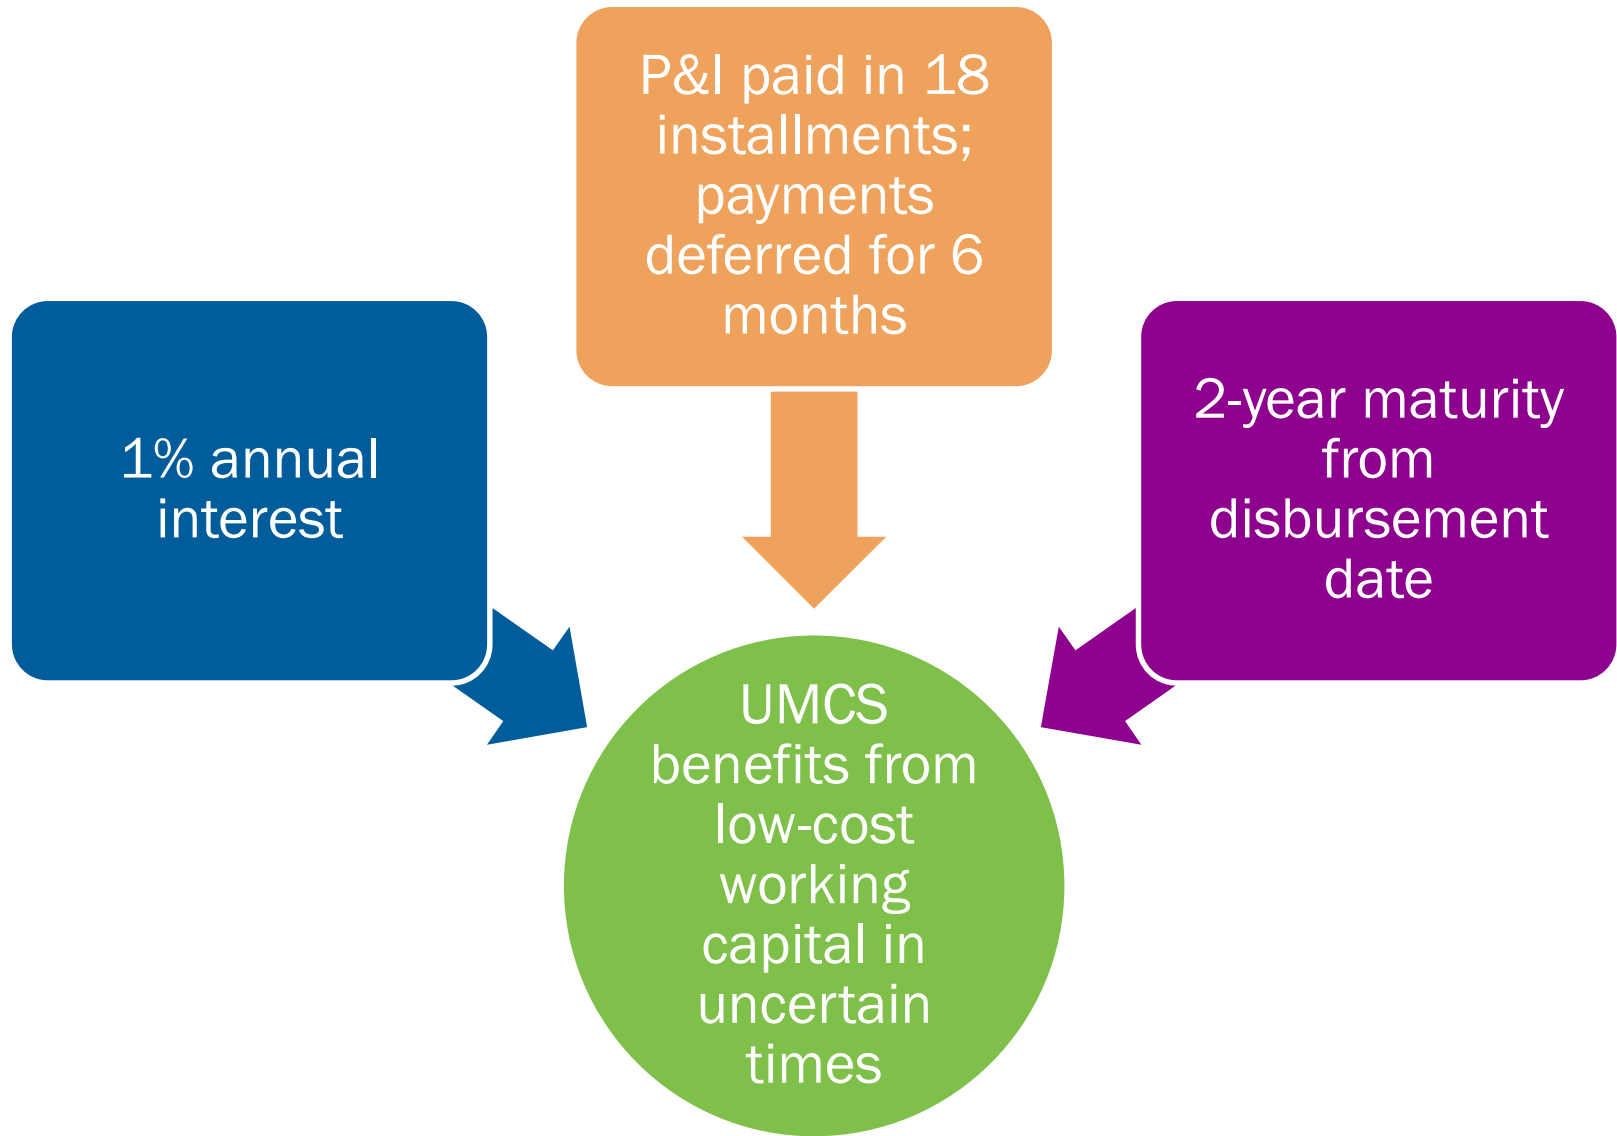 P&I paid in 18
installments;
payments
deferred for 6
months
1% annual
interest
2-year maturity
from
disbursement
date
UMCS
benefits from
low-cost
working
capital in
uncertain
times